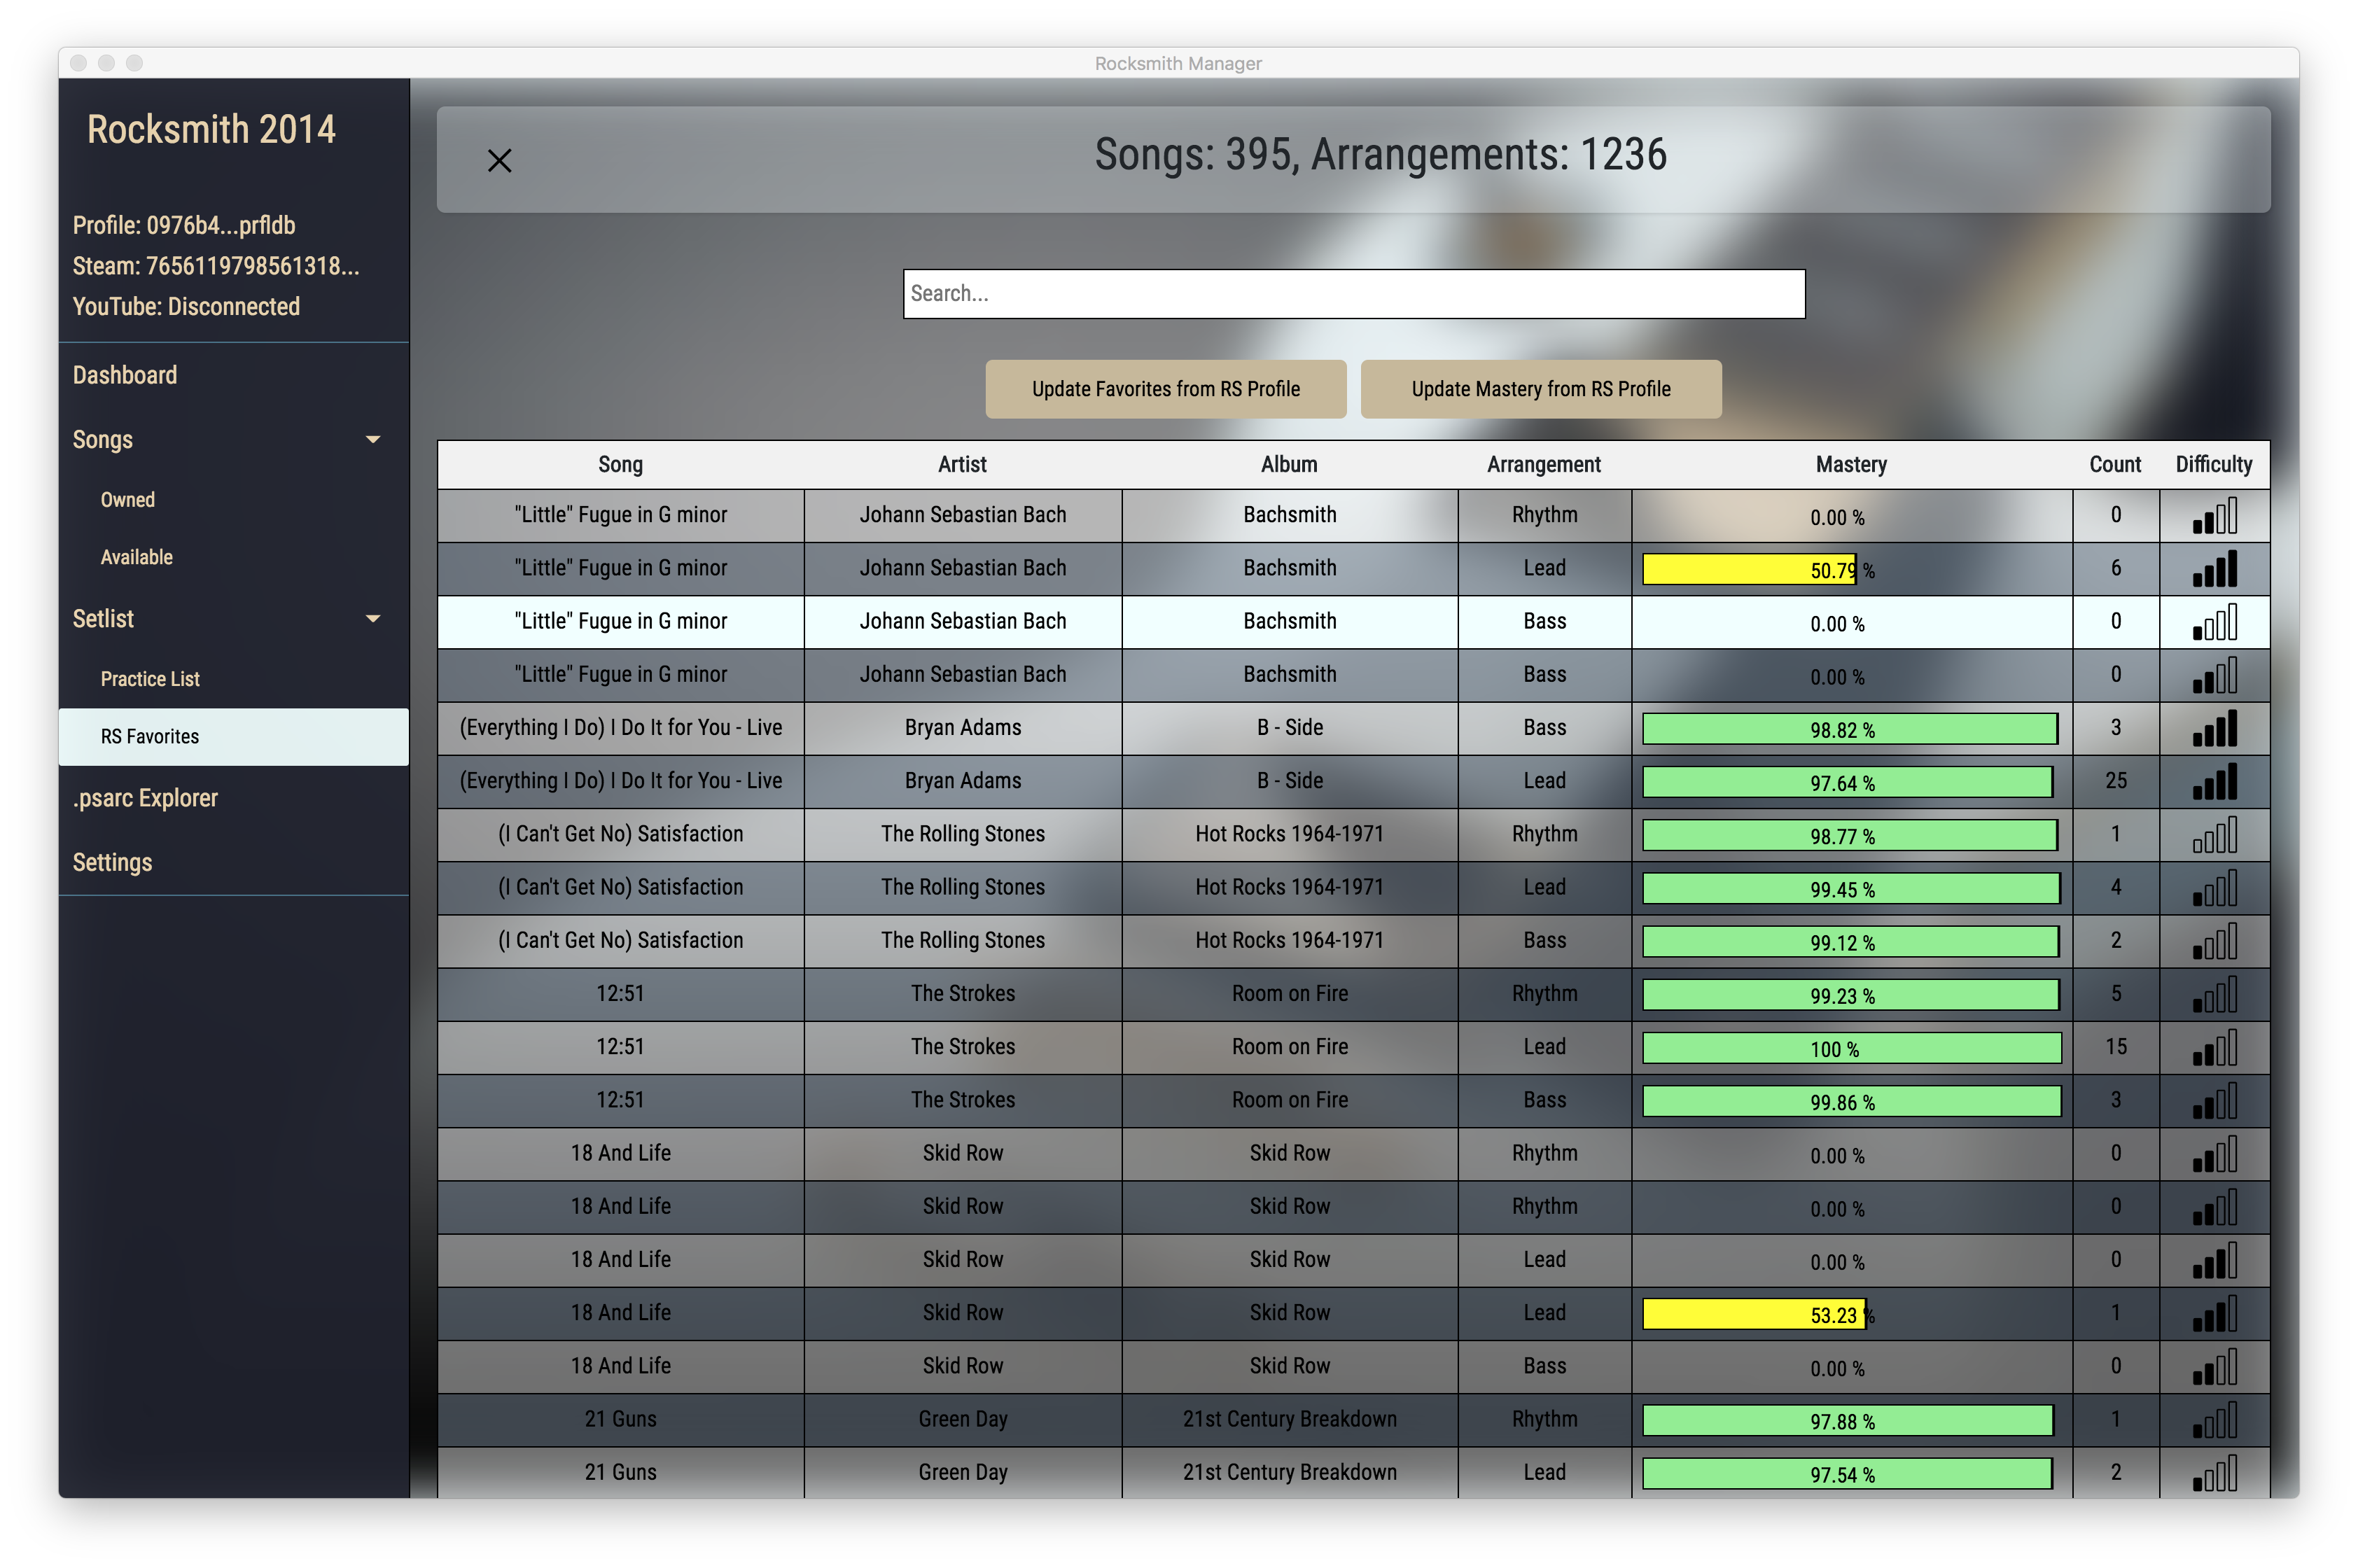 Rocksmith Manager
Rocksmith 2014
Profile: 0976b4...prfldb
Steam: 7656119798561318...
YouTube: Disconnected
Dashboard
Songs
Owned
Available
Setlist
Practice List
RS Favorites
.psarc Explorer
Settings
Songs: 395, Arrangements: 1236
Search...
Update Favorites from RS Profile Update Mastery from RS Profile
Song Artist Album Arrangement Mastery Count Difficulty
"Little" Fugue in G minor Johann Sebastian Bach Bachsmith Rhythm 0.00 % 0
"Little" Fugue in G minor Johann Sebastian Bach Bachsmith Lead 50.79 % 6
"Little" Fugue in G minor Johann Sebastian Bach Bachsmith Bass 0.00 % 0
"Little" Fugue in G minor Johann Sebastian Bach Bachsmith Bass 0.00 % 0
(Everything I Do) I Do It for You - Live Bryan Adams B - Side Bass 98.82 % 3
(Everything I Do) I Do It for You - Live Bryan Adams B - Side Lead 97.64 % 25
(I Can't Get No) Satisfaction The Rolling Stones Hot Rocks 1964-1971 Rhythm 98.77 % 1
(I Can't Get No) Satisfaction The Rolling Stones Hot Rocks 1964-1971 Lead 99.45 % 4
(I Can't Get No) Satisfaction The Rolling Stones Hot Rocks 1964-1971 Bass 99.12 % 2
12:51 The Strokes Room on Fire Rhythm 99.23 % 5
12:51 The Strokes Room on Fire Lead 100 % 15
12:51 The Strokes Room on Fire Bass 99.86 % 3
18 And Life Skid Row Skid Row Rhythm 0.00 % 0
18 And Life Skid Row Skid Row Rhythm 0.00 % 0
18 And Life Skid Row Skid Row Lead 0.00 % 0
18 And Life Skid Row Skid Row Lead 53.23 % 1
18 And Life Skid Row Skid Row Bass 0.00 % 0
21 Guns Green Day 21st Century Breakdown Rhythm 97.88 % 1
21 Guns Green Day 21st Century Breakdown Lead 97.54 % 2